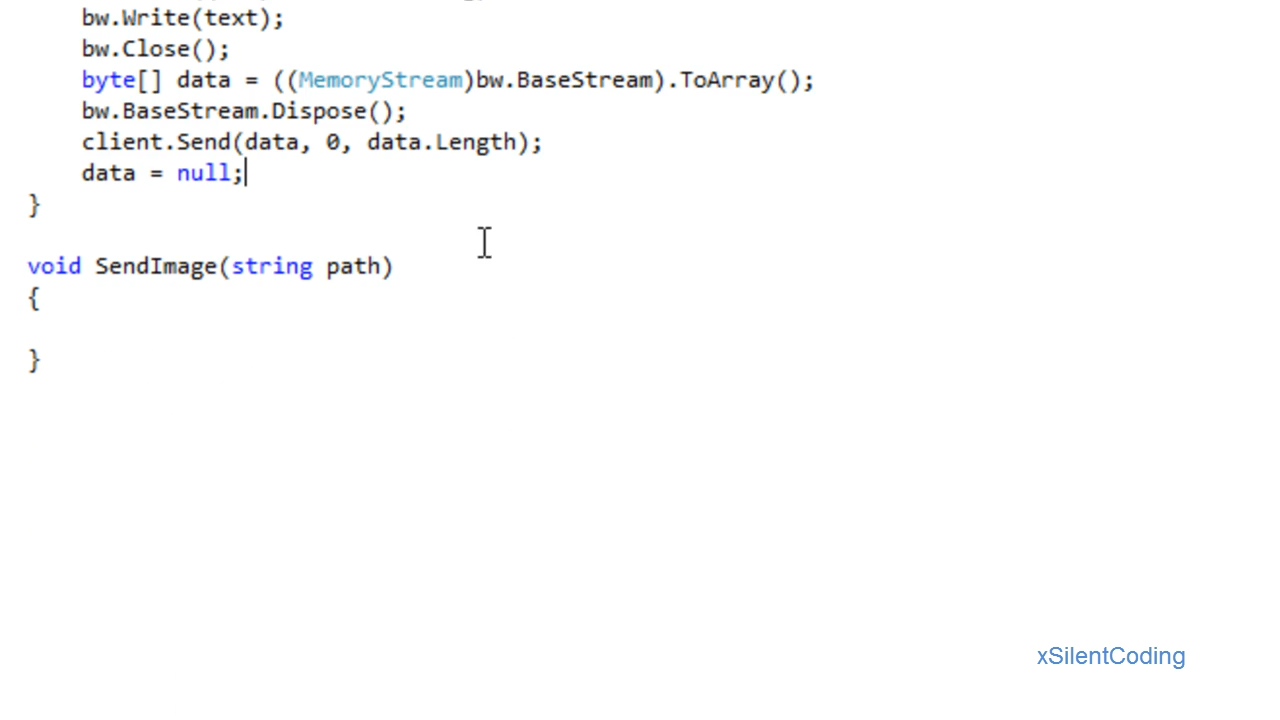 bw.Write(text);
bw.Close();
byte[] data = ((MemoryStream)bw.BaseStream).ToArray();
bw.BaseStream.Dispose();
client.Send(data, 0, data.Length);
data = null;
}
void SendImage(string path)
{
}
xSilentCoding